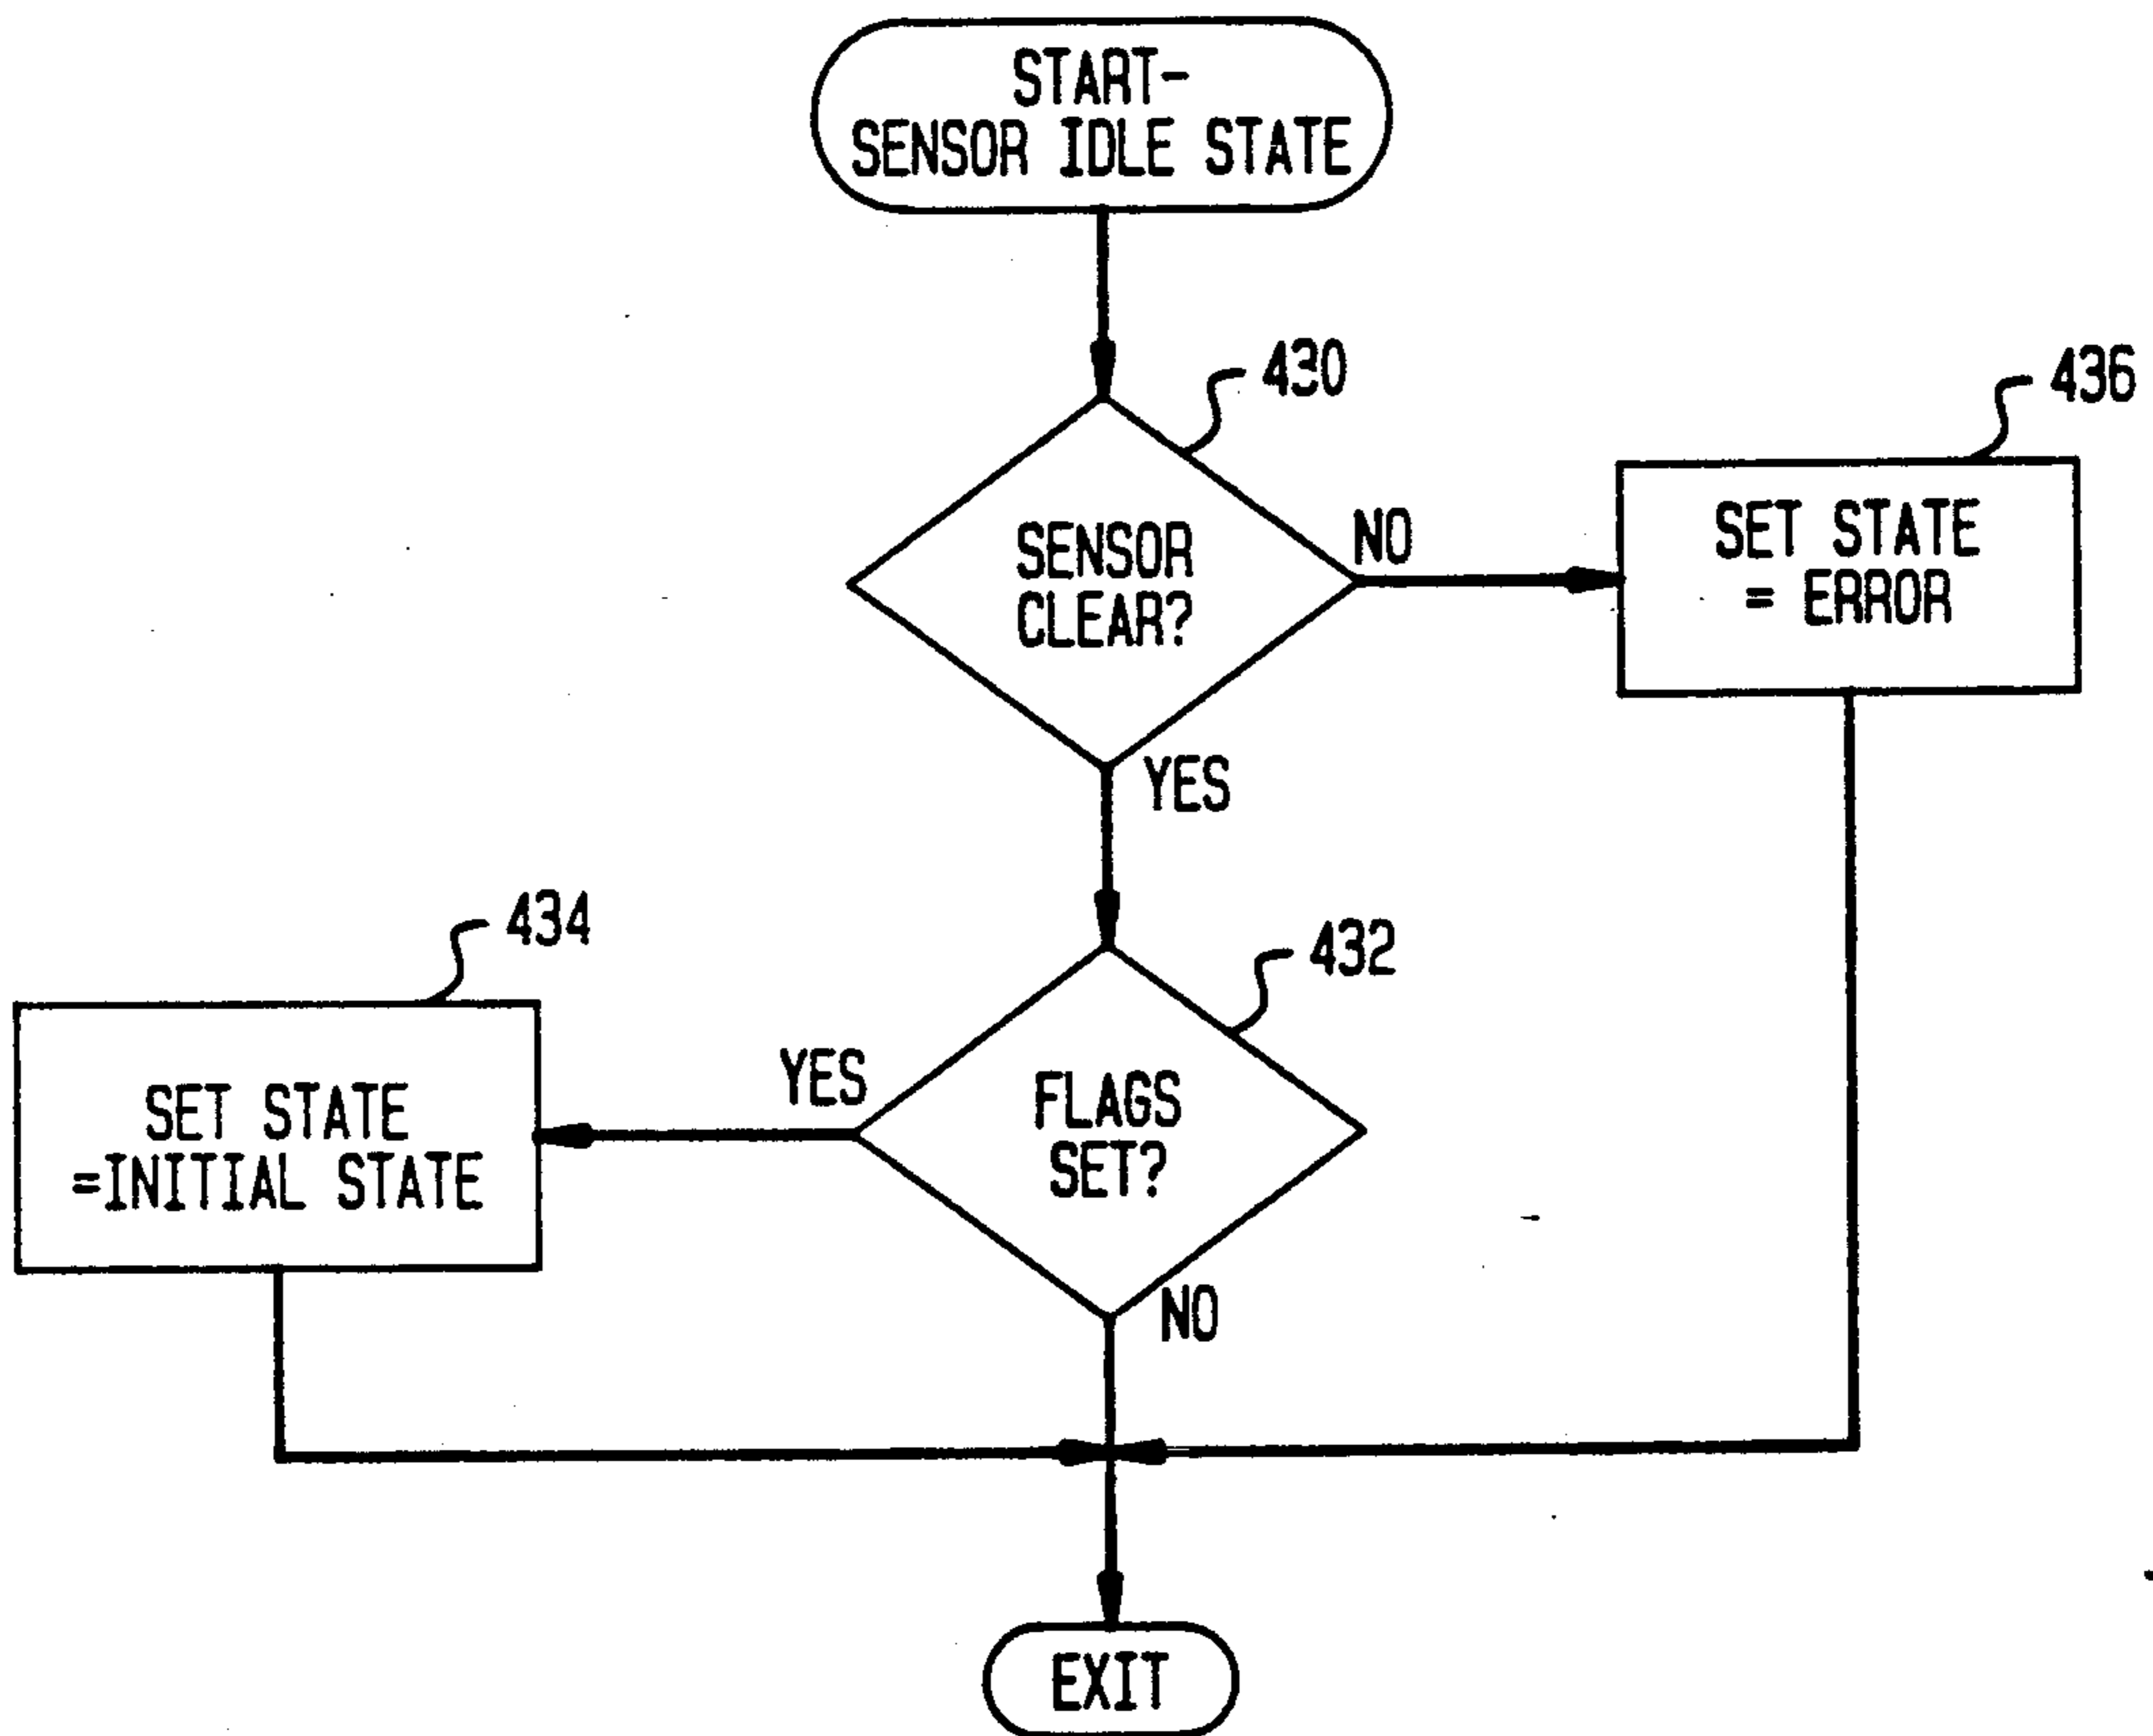 START-
SENSOR IDLE STATE
430
436
SENSOR
CLEAR?
NO
SET STATE
= ERROR
YES
434
432
YES
FLAGS
SET?
SET STATE
=INITIAL STATE
NO
EXIT